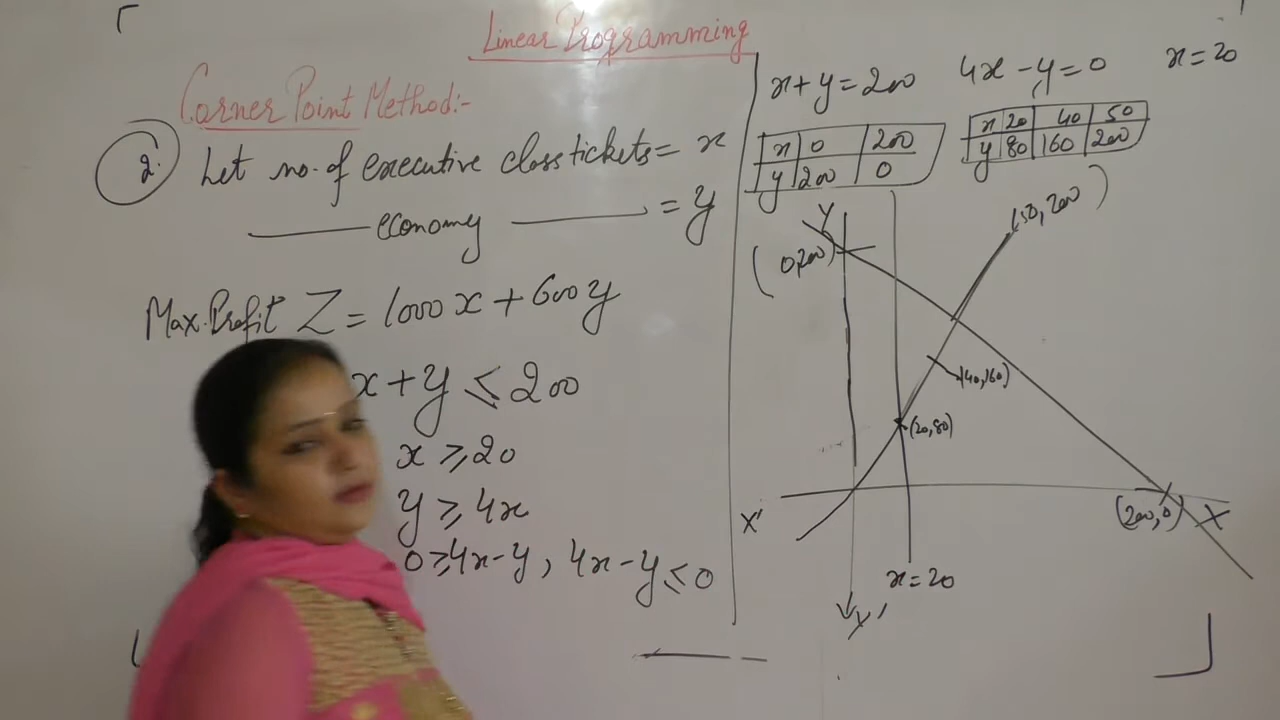 Linear Programming
Corner Point Method:-
2. Let no. of executive class tickets = x
economy = y
Max. Profit Z = 1000x + 600y
x + y ≤ 200
x ≥ 20
y ≥ 4x
0 ≥ 4x - y, 4x - y ≤ 0
x + y = 200
x 0 200
y 200 0
4x - y = 0
x 20 40 50
y 80 160 200
x = 20
Y
(0,200)
(50,200)
(40,160)
(20,80)
X'
(200,0)
X
x = 20
Y'